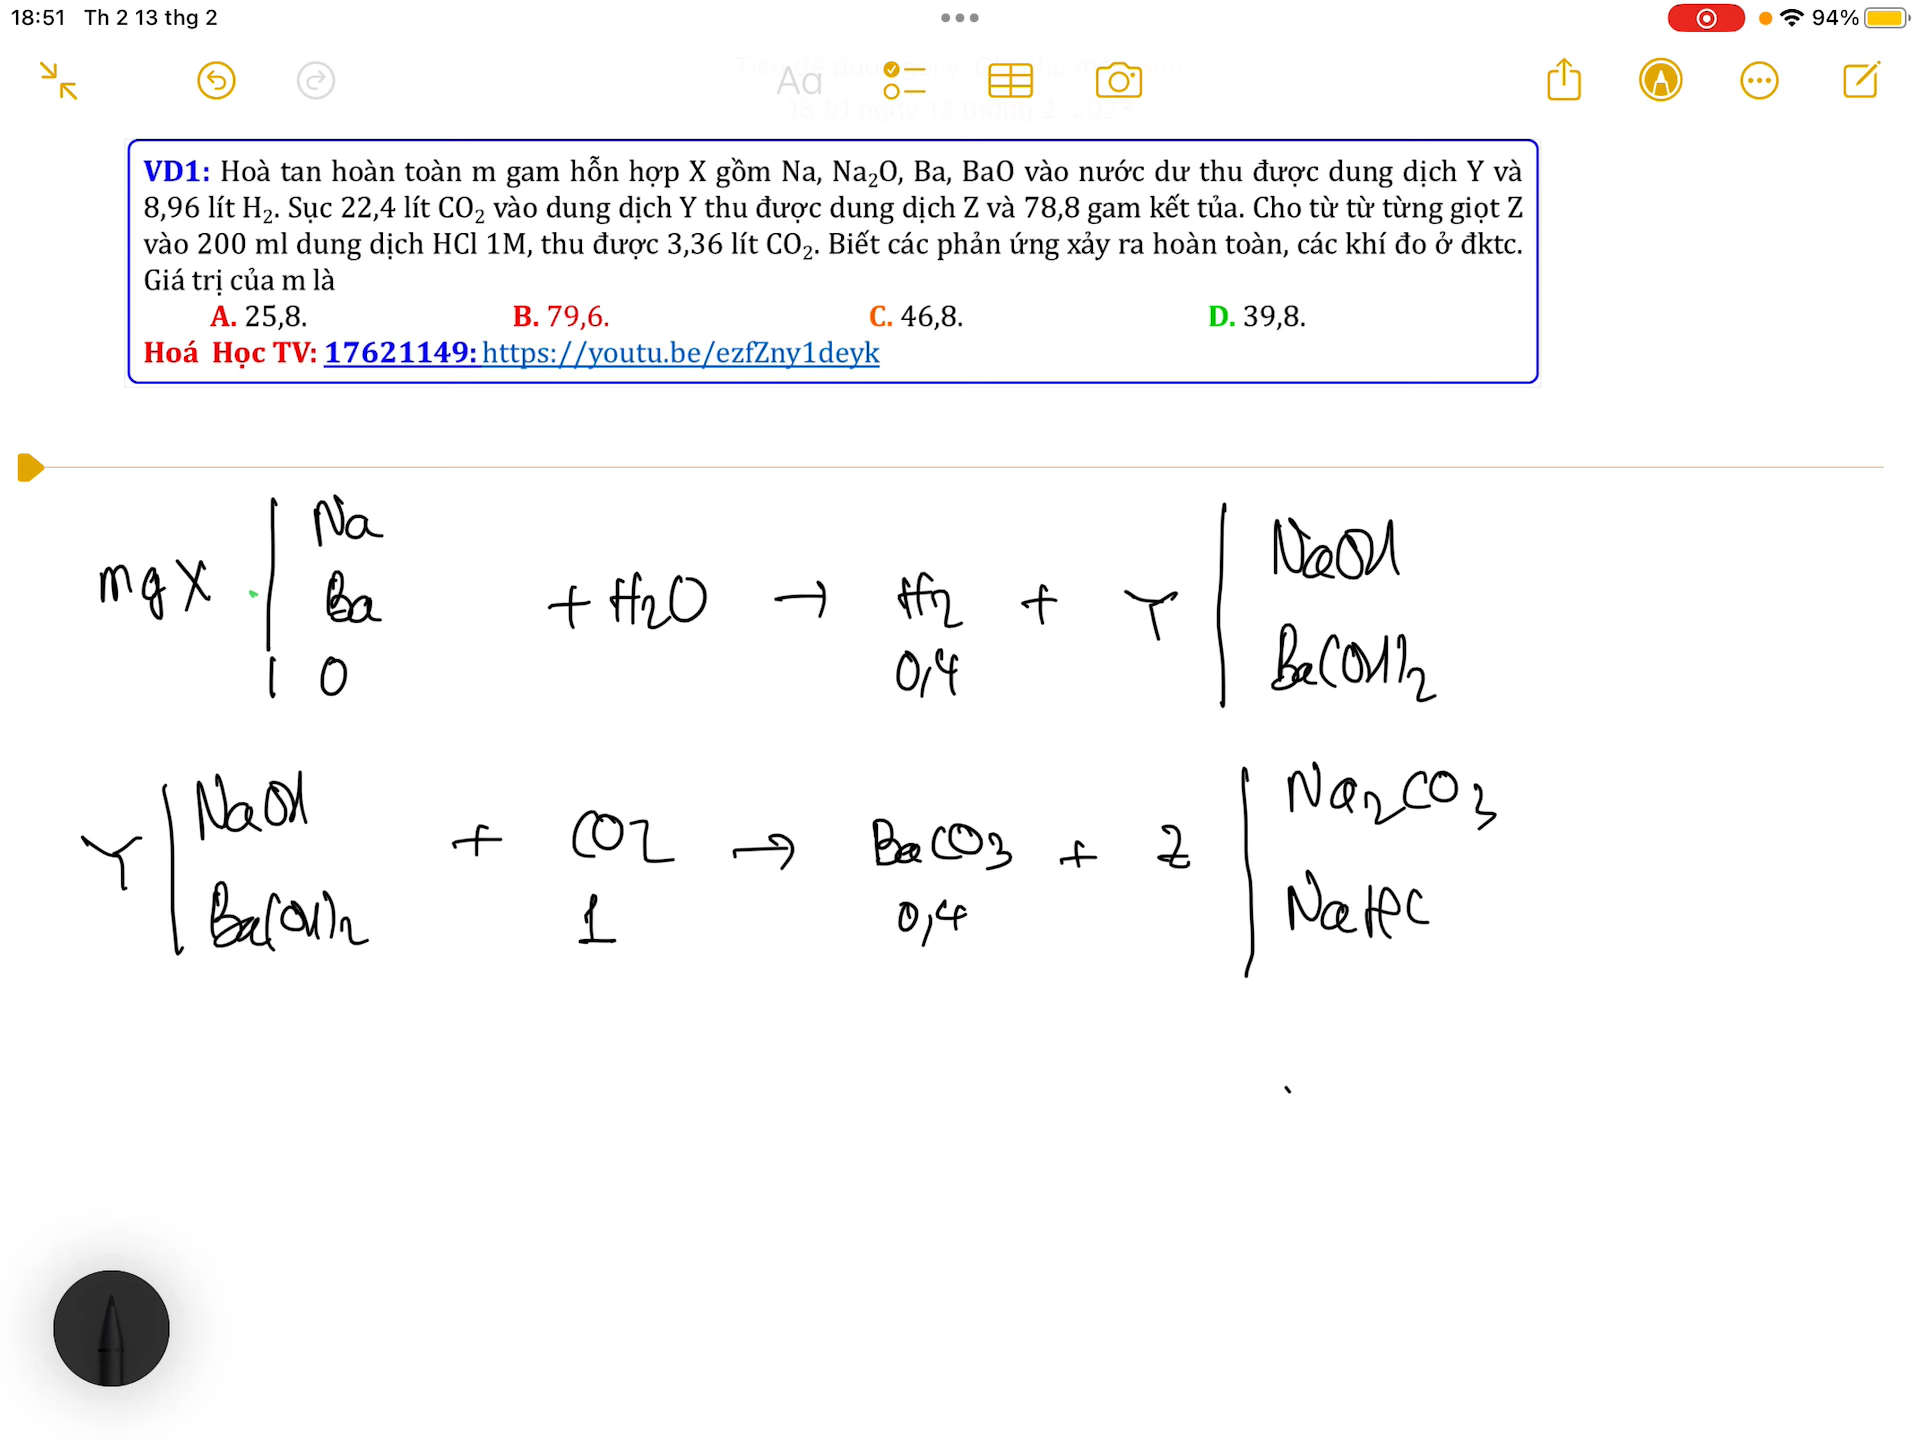 18:51 Th 2 13 thg 2
94%
Aa
VD1: Hoà tan hoàn toàn m gam hỗn hợp X gồm Na, Na₂O, Ba, BaO vào nước dư thu được dung dịch Y và
8,96 lít H₂. Sục 22,4 lít CO₂ vào dung dịch Y thu được dung dịch Z và 78,8 gam kết tủa. Cho từ từ từng giọt Z
vào 200 ml dung dịch HCl 1M, thu được 3,36 lít CO₂. Biết các phản ứng xảy ra hoàn toàn, các khí đo ở đktc.
Giá trị của m là
A. 25,8. B. 79,6. C. 46,8. D. 39,8.
Hoá Học TV: 17621149: https://youtu.be/ezfZny1deyk
Na
NaOH
mg X Ba + H2O → H2 + Y
O 0,4 Ba(OH)2
NaOH Na2CO3
Y + CO2 → BaCO3 + Z
Ba(OH)2 1 0,4 NaHC